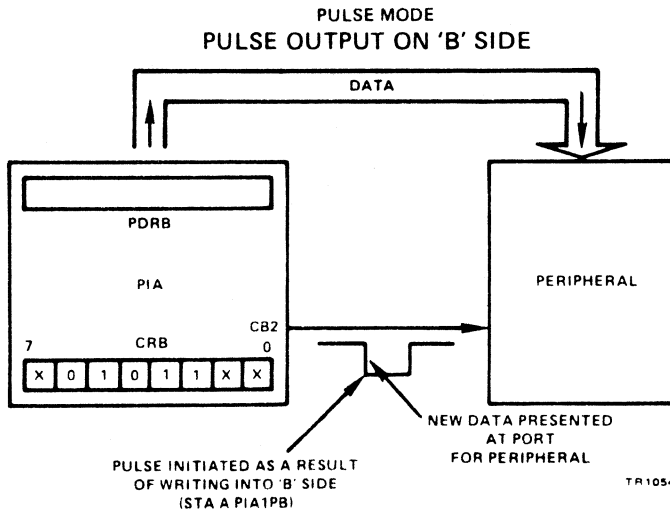 PULSE MODE
PULSE OUTPUT ON 'B' SIDE
DATA
PDRB
PIA
PERIPHERAL
CB2
7 CRB 0
X 0 1 0 1 1 X X
NEW DATA PRESENTED
AT PORT
FOR PERIPHERAL
PULSE INITIATED AS A RESULT
OF WRITING INTO 'B' SIDE
(STA A PIA1PB)
TR1054